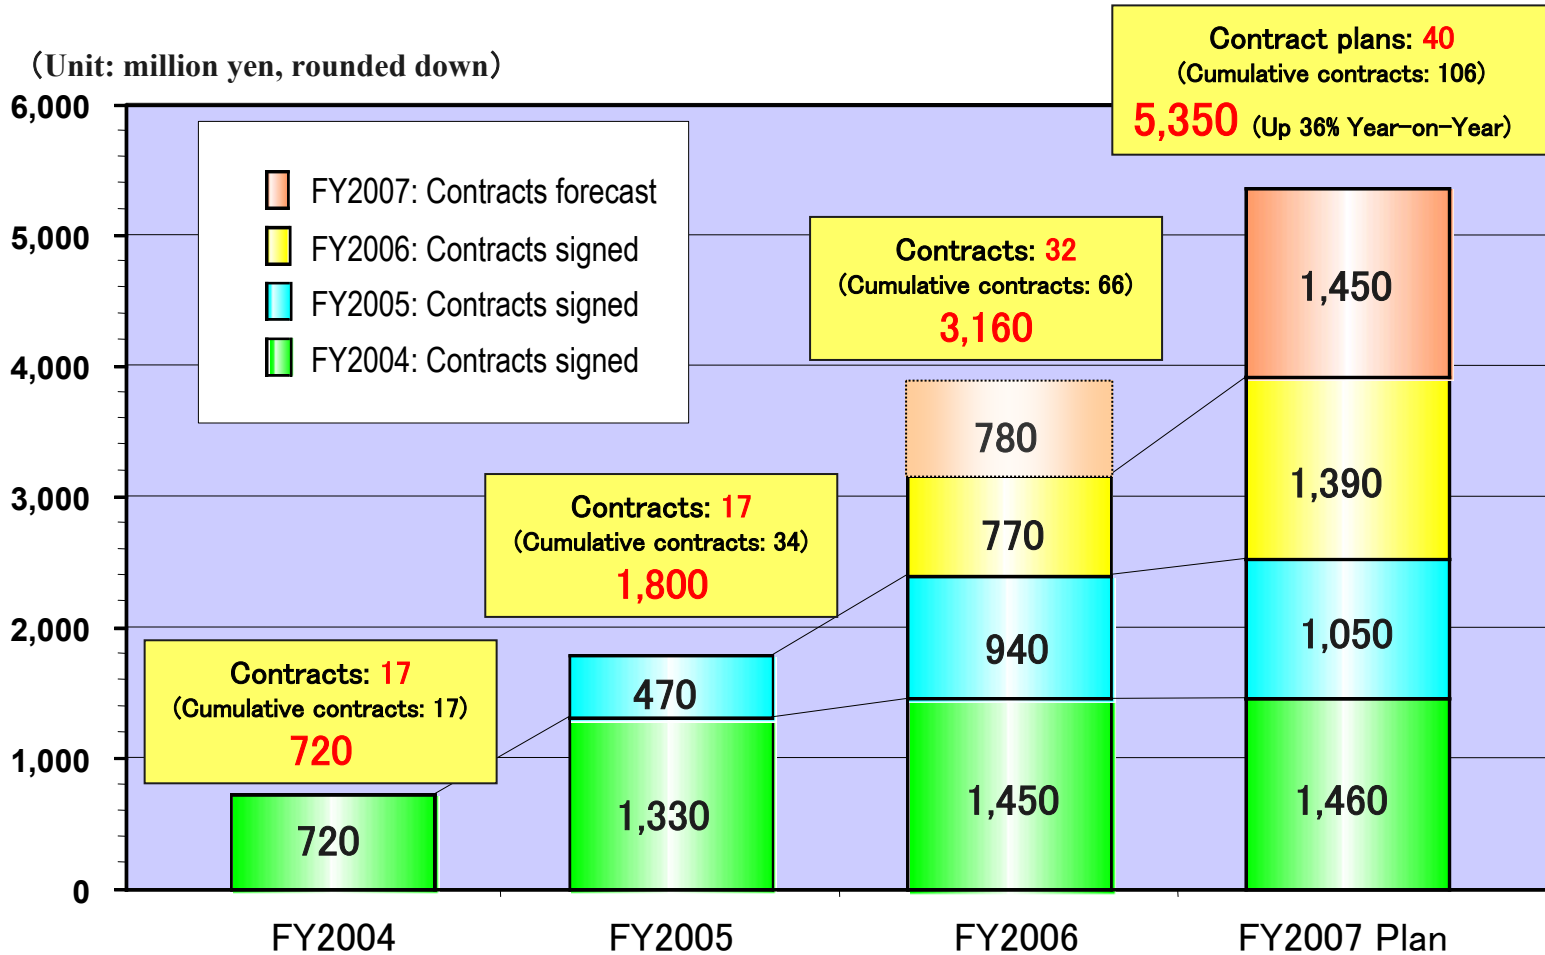 （Unit: million yen, rounded down）
Contract plans: 40
(Cumulative contracts: 106)
5,350 (Up 36% Year-on-Year)
6,000
5,000
4,000
3,000
2,000
1,000
0
FY2007: Contracts forecast
FY2006: Contracts signed
FY2005: Contracts signed
FY2004: Contracts signed
Contracts: 32
(Cumulative contracts: 66)
3,160
Contracts: 17
(Cumulative contracts: 34)
1,800
Contracts: 17
(Cumulative contracts: 17)
720
720
470
1,330
780
770
940
1,450
1,450
1,390
1,050
1,460
FY2004
FY2005
FY2006
FY2007 Plan